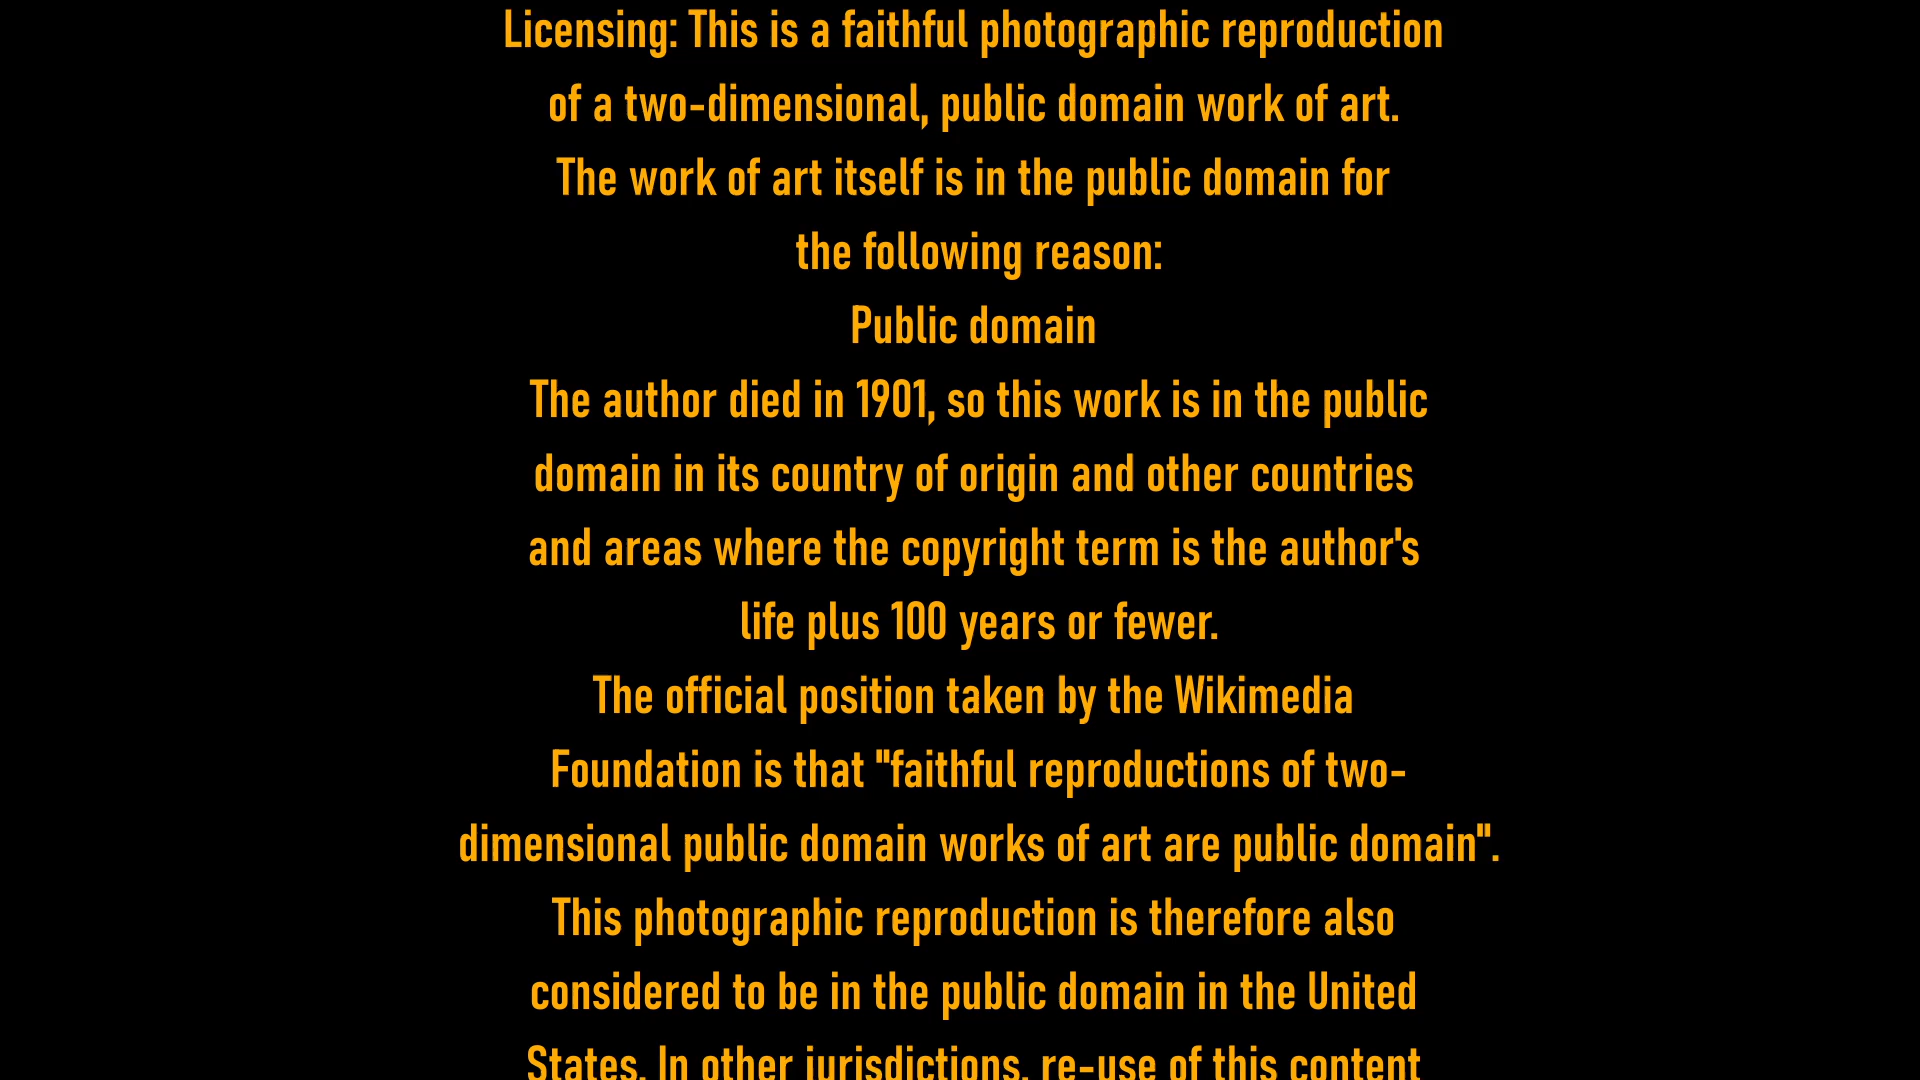 Licensing: This is a faithful photographic reproduction
of a two-dimensional, public domain work of art.
The work of art itself is in the public domain for
the following reason:
Public domain
The author died in 1901, so this work is in the public
domain in its country of origin and other countries
and areas where the copyright term is the author's
life plus 100 years or fewer.
The official position taken by the Wikimedia
Foundation is that "faithful reproductions of two-
dimensional public domain works of art are public domain".
This photographic reproduction is therefore also
considered to be in the public domain in the United
States. In other jurisdictions, re-use of this content